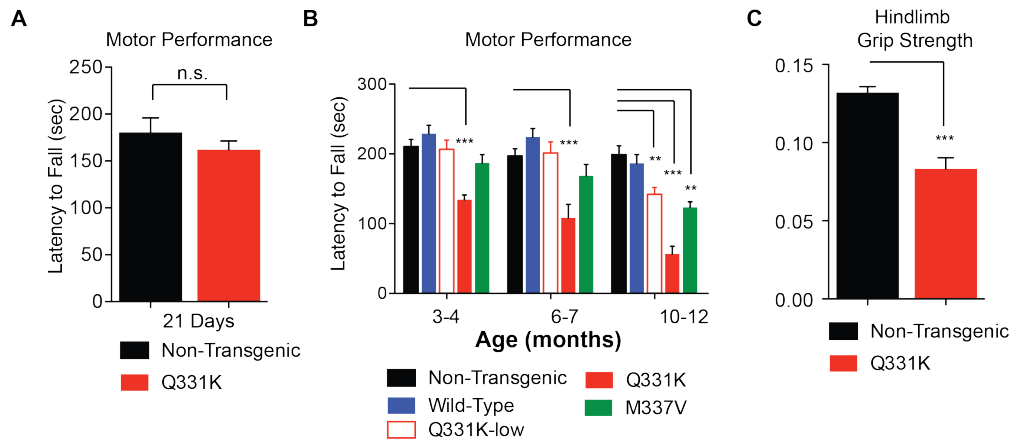 A
Motor Performance
n.s.
Latency to Fall (sec)
250
200
150
100
50
0
21 Days
Non-Transgenic
Q331K
B
Motor Performance
Latency to Fall (sec)
300
200
100
0
***
***
**
***
**
3-4
6-7
10-12
Age (months)
Non-Transgenic
Wild-Type
Q331K-low
Q331K
M337V
C
Hindlimb
Grip Strength
0.15
0.10
0.05
0.00
***
Non-Transgenic
Q331K